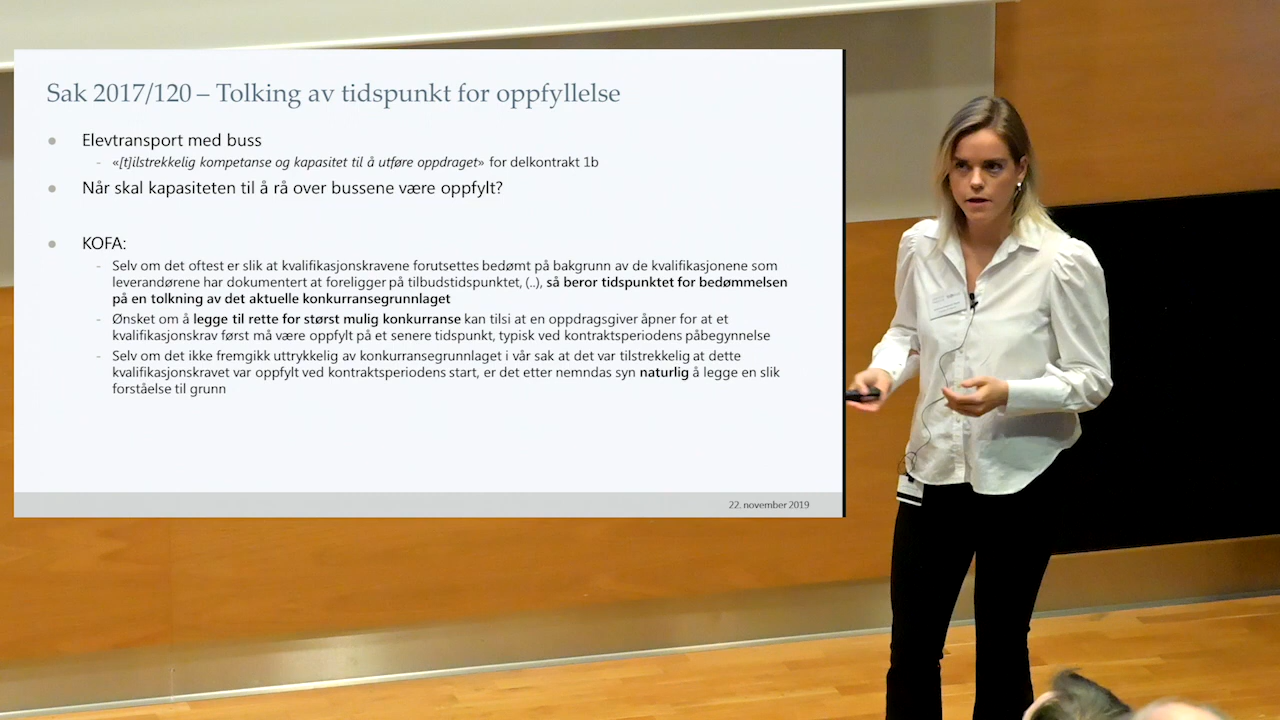 Sak 2017/120 – Tolking av tidspunkt for oppfyllelse
Elevtransport med buss
- «[t]ilstrekkelig kompetanse og kapasitet til å utføre oppdraget» for delkontrakt 1b
Når skal kapasiteten til å rå over bussene være oppfylt?
KOFA:
- Selv om det oftest er slik at kvalifikasjonskravene forutsettes bedømt på bakgrunn av de kvalifikasjonene som
leverandørene har dokumentert at foreligger på tilbudstidspunktet, (..), så beror tidspunktet for bedømmelsen
på en tolkning av det aktuelle konkurransegrunnlaget
- Ønsket om å legge til rette for størst mulig konkurranse kan tilsi at en oppdragsgiver åpner for at et
kvalifikasjonskrav først må være oppfylt på et senere tidspunkt, typisk ved kontraktsperiodens påbegynnelse
- Selv om det ikke fremgikk uttrykkelig av konkurransegrunnlaget i vår sak at det var tilstrekkelig at dette
kvalifikasjonskravet var oppfylt ved kontraktsperiodens start, er det etter nemndas syn naturlig å legge en slik
forståelse til grunn
22. november 2019